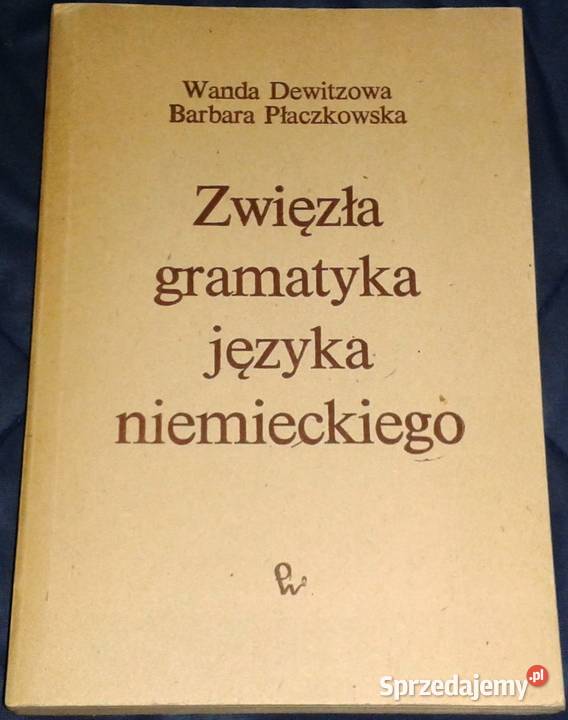 Wanda Dewitzowa
Barbara Płaczkowska
Zwięzła
gramatyka
języka
niemieckiego
Sprzedajemy.pl